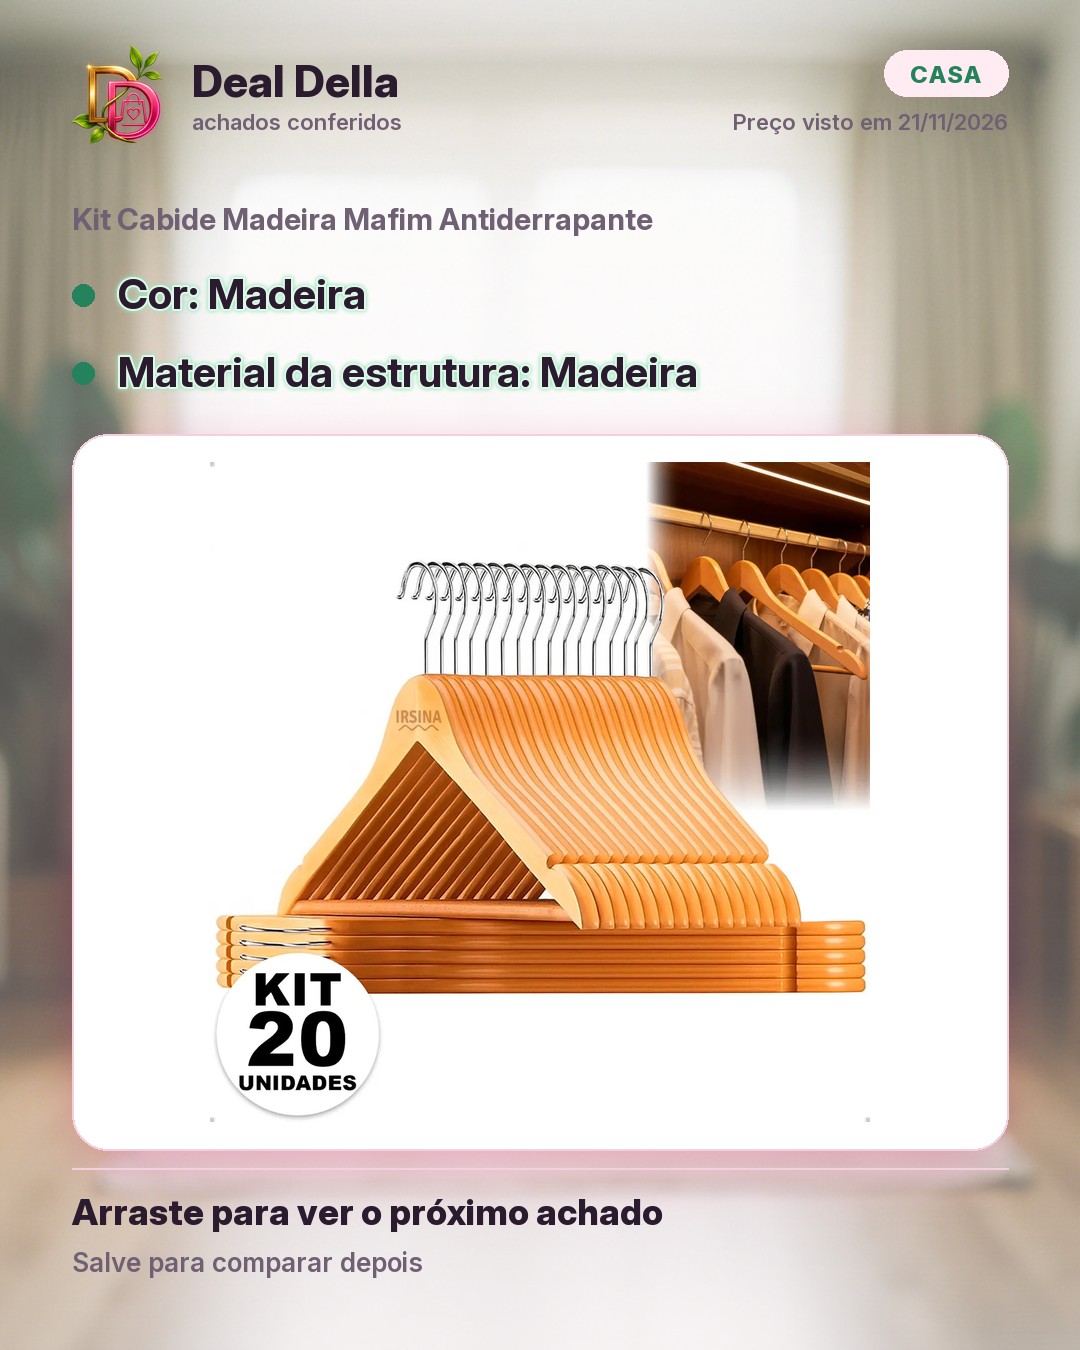 Deal Della
achados conferidos
CASA
Preço visto em 21/11/2026
Kit Cabide Madeira Mafim Antiderrapante
Cor: Madeira
Material da estrutura: Madeira
IRSINA
KIT
20
UNIDADES
Arraste para ver o próximo achado
Salve para comparar depois